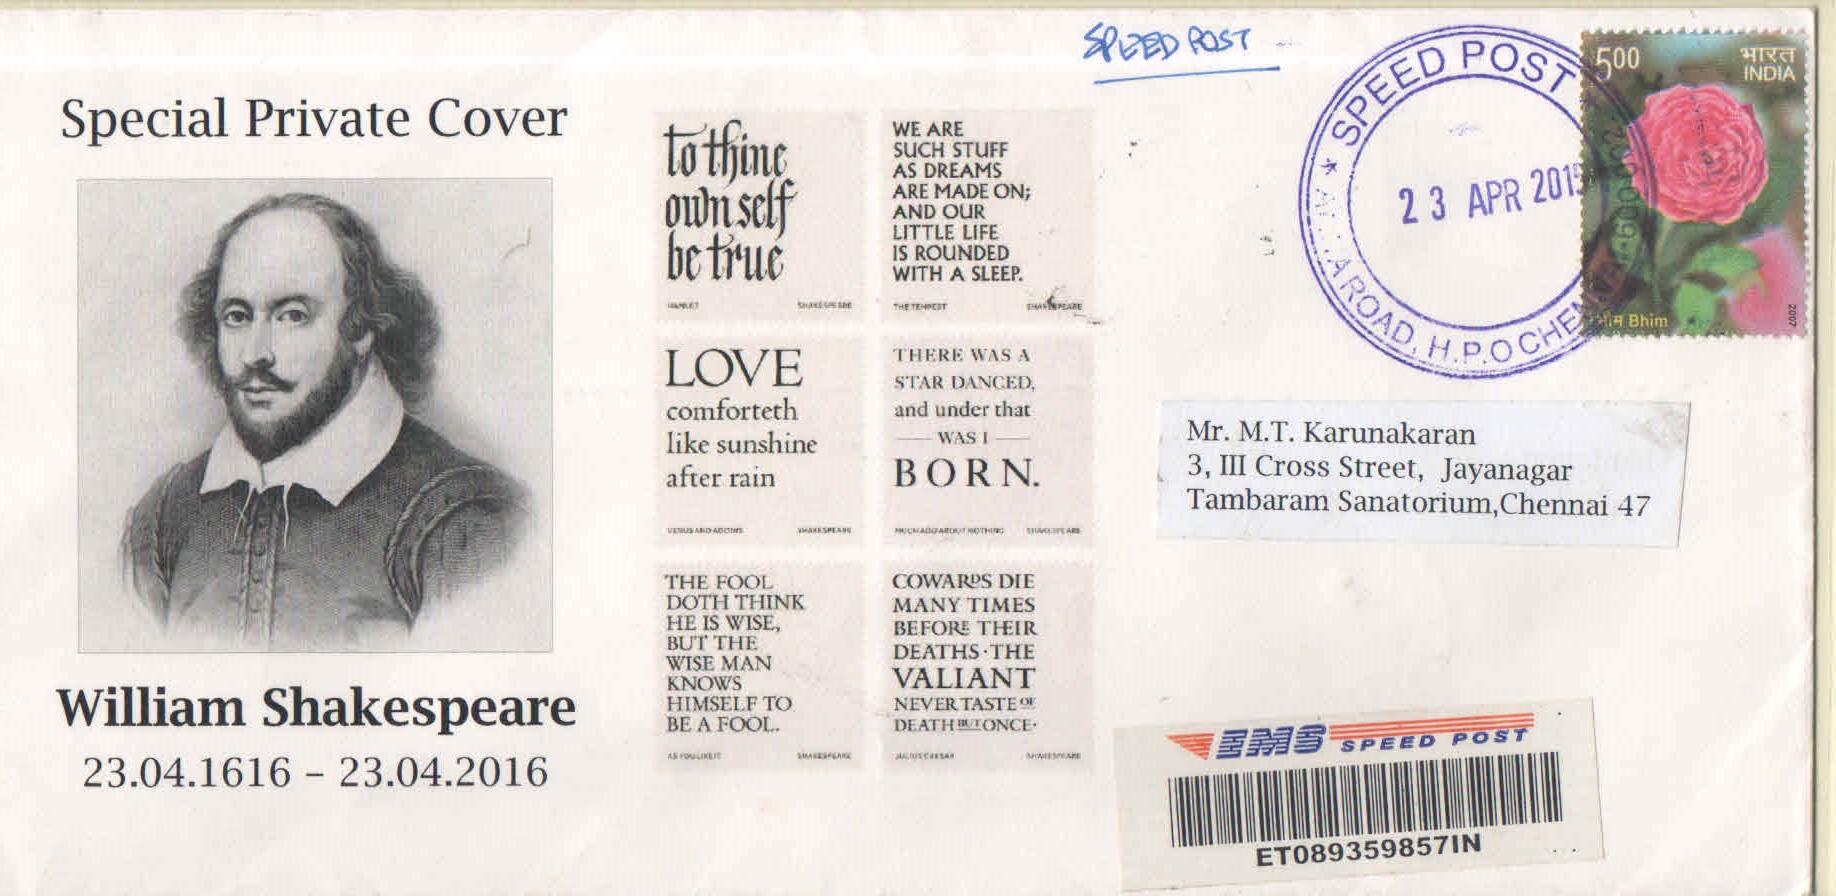 SPEED POST
Special Private Cover
William Shakespeare
23.04.1616 – 23.04.2016
to thine
own self
be true
HAMLET SHAKESPEARE
WE ARE
SUCH STUFF
AS DREAMS
ARE MADE ON;
AND OUR
LITTLE LIFE
IS ROUNDED
WITH A SLEEP.
THE TEMPEST SHAKESPEARE
LOVE
comforteth
like sunshine
after rain
VENUS AND ADONIS SHAKESPEARE
THERE WAS A
STAR DANCED,
and under that
WAS I
BORN.
MUCH ADO ABOUT NOTHING SHAKESPEARE
THE FOOL
DOTH THINK
HE IS WISE,
BUT THE
WISE MAN
KNOWS
HIMSELF TO
BE A FOOL.
AS YOU LIKE IT SHAKESPEARE
COWARDS DIE
MANY TIMES
BEFORE THEIR
DEATHS · THE
VALIANT
NEVER TASTE OF
DEATH BUT ONCE·
JULIUS CAESAR SHAKESPEARE
SPEED POST
23 APR 201
ROAD, H.P.O CHENNAI
5.00
भारत
INDIA
भीम Bhim
2007
Mr. M.T. Karunakaran
3, III Cross Street, Jayanagar
Tambaram Sanatorium,Chennai 47
EMS SPEED POST
ET089359857IN